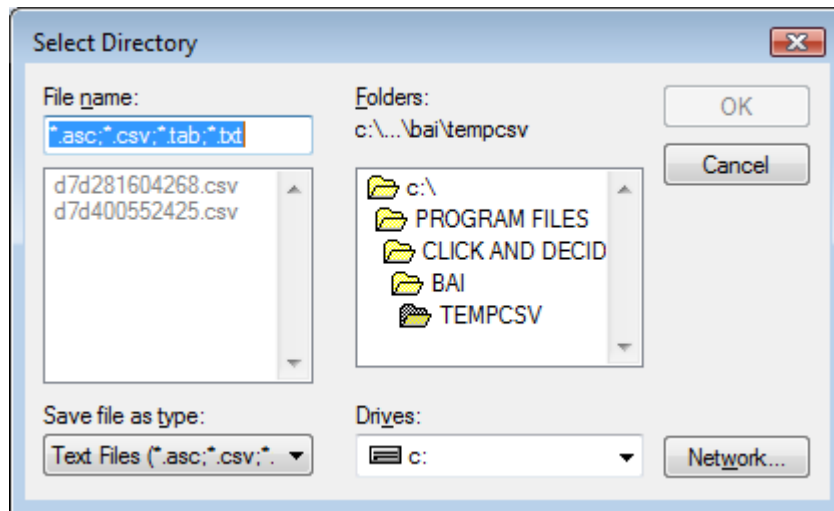 Select Directory
File name:
*.asc;*.csv;*.tab;*.txt
d7d281604268.csv
d7d400552425.csv
Save file as type:
Text Files (*.asc;*.csv;*.
Folders:
c:\...\bai\tempcsv
c:\
PROGRAM FILES
CLICK AND DECID
BAI
TEMPCSV
Drives:
c:
OK
Cancel
Network...